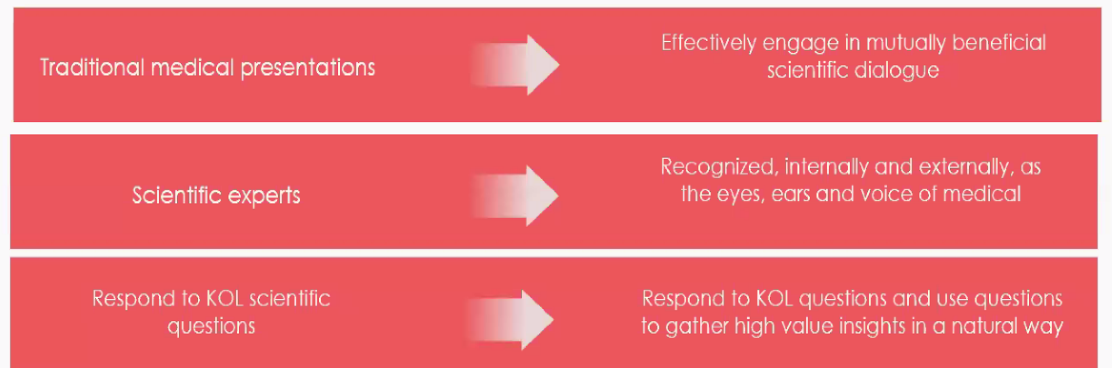 Traditional medical presentations
Effectively engage in mutually beneficial
scientific dialogue
Scientific experts
Recognized, internally and externally, as
the eyes, ears and voice of medical
Respond to KOL scientific
questions
Respond to KOL questions and use questions
to gather high value insights in a natural way